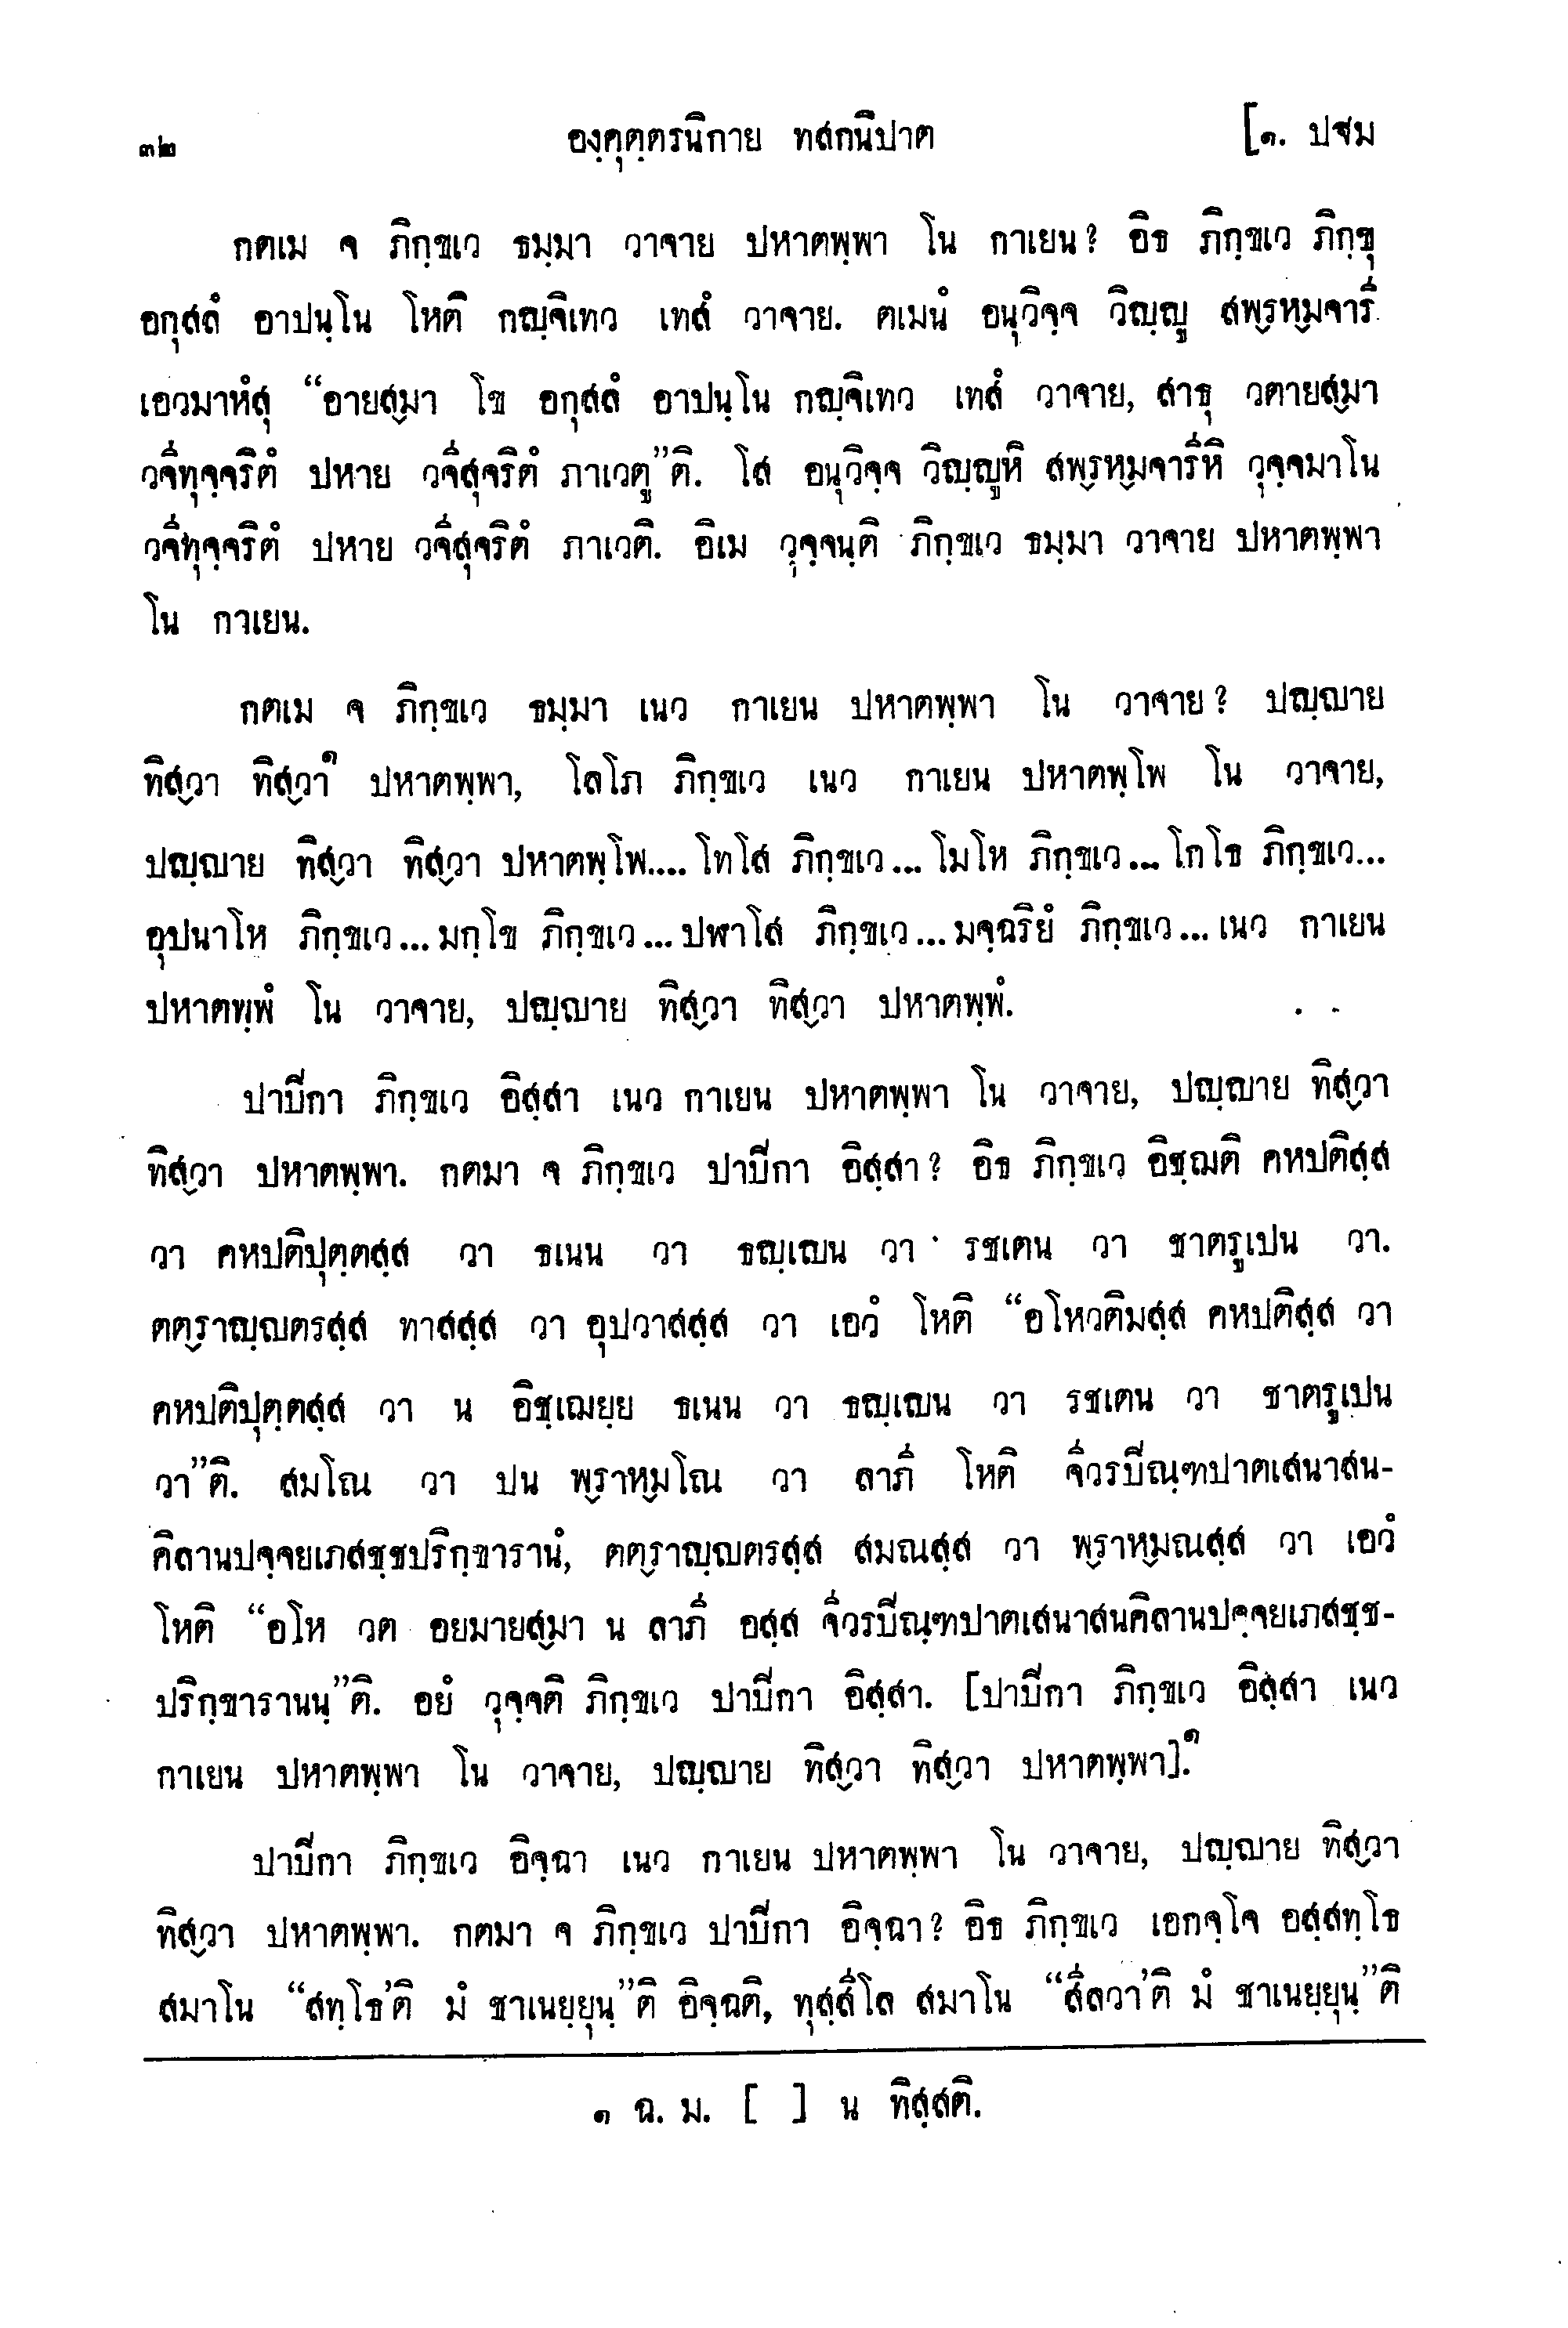 ๓๒ องฺคุตฺตรนิกาย ทสกนิปาต [๑. ปฐม
กตเม จ ภิกฺขเว ธมฺมา วาจาย ปหาตพฺพา โน กาเยน? อิธ ภิกฺขเว ภิกฺขุ
อกุสลํ อาปนฺโน โหติ กญฺจิเทว เทสํ วาจาย. ตเมนํ อนุวิจฺจ วิญฺญู สพฺรหฺมจารี
เอวมาหํสุ “อายสฺมา โข อกุสลํ อาปนฺโน กญฺจิเทว เทสํ วาจาย, สาธุ วตายสฺมา
วจีทุจฺจริตํ ปหาย วจีสุจริตํ ภาเวตู”ติ. โส อนุวิจฺจ วิญฺญูหิ สพฺรหฺมจารีหิ วุจฺจมาโน
วจีทุจฺจริตํ ปหาย วจีสุจริตํ ภาเวติ. อิเม วุจฺจนฺติ ภิกฺขเว ธมฺมา วาจาย ปหาตพฺพา
โน กาเยน.
กตเม จ ภิกฺขเว ธมฺมา เนว กาเยน ปหาตพฺพา โน วาจาย? ปญฺญาย
ทิสฺวา ทิสฺวา๑ ปหาตพฺพา, โลโภ ภิกฺขเว เนว กาเยน ปหาตพฺโพ โน วาจาย,
ปญฺญาย ทิสฺวา ทิสฺวา ปหาตพฺโพ.... โทโส ภิกฺขเว... โมโห ภิกฺขเว... โกโธ ภิกฺขเว...
อุปนาโห ภิกฺขเว... มกฺโข ภิกฺขเว... ปฬาโส ภิกฺขเว... มจฺฉริยํ ภิกฺขเว... เนว กาเยน
ปหาตพฺพํ โน วาจาย, ปญฺญาย ทิสฺวา ทิสฺวา ปหาตพฺพํ.
ปาปิกา ภิกฺขเว อิสฺสา เนว กาเยน ปหาตพฺพา โน วาจาย, ปญฺญาย ทิสฺวา
ทิสฺวา ปหาตพฺพา. กตมา จ ภิกฺขเว ปาปิกา อิสฺสา? อิธ ภิกฺขเว อิชฺฌติ คหปติสฺส
วา คหปติปุตฺตสฺส วา ธเนน วา ธญฺเญน วา รชเตน วา ชาตรูเปน วา.
ตตฺราญฺญตรสฺส ทาสสฺส วา อุปวาสสฺส วา เอวํ โหติ “อโหวติมสฺส คหปติสฺส วา
คหปติปุตฺตสฺส วา น อิชฺเฌยฺย ธเนน วา ธญฺเญน วา รชเตน วา ชาตรูเปน
วา”ติ. สมโณ วา ปน พฺราหฺมโณ วา ลาภี โหติ จีวรปิณฺฑปาตเสนาสน-
คิลานปจฺจยเภสชฺชปริกฺขารานํ, ตตฺราญฺญตรสฺส สมณสฺส วา พฺราหฺมณสฺส วา เอวํ
โหติ “อโห วต อยมายสฺมา น ลาภี อสฺส จีวรปิณฺฑปาตเสนาสนคิลานปจฺจยเภสชฺช-
ปริกฺขารานนฺ”ติ. อยํ วุจฺจติ ภิกฺขเว ปาปิกา อิสฺสา. [ปาปิกา ภิกฺขเว อิสฺสา เนว
กาเยน ปหาตพฺพา โน วาจาย, ปญฺญาย ทิสฺวา ทิสฺวา ปหาตพฺพา].๑
ปาปิกา ภิกฺขเว อิจฺฉา เนว กาเยน ปหาตพฺพา โน วาจาย, ปญฺญาย ทิสฺวา
ทิสฺวา ปหาตพฺพา. กตมา จ ภิกฺขเว ปาปิกา อิจฺฉา? อิธ ภิกฺขเว เอกจฺโจ อสฺสทฺโธ
สมาโน “สทฺโธ’ติ มํ ชาเนยฺยุนฺ”ติ อิจฺฉติ, ทุสฺสีโล สมาโน “สีลวา’ติ มํ ชาเนยฺยุนฺ”ติ
๑ ฉ. ม. [ ] น ทิสฺสติ.